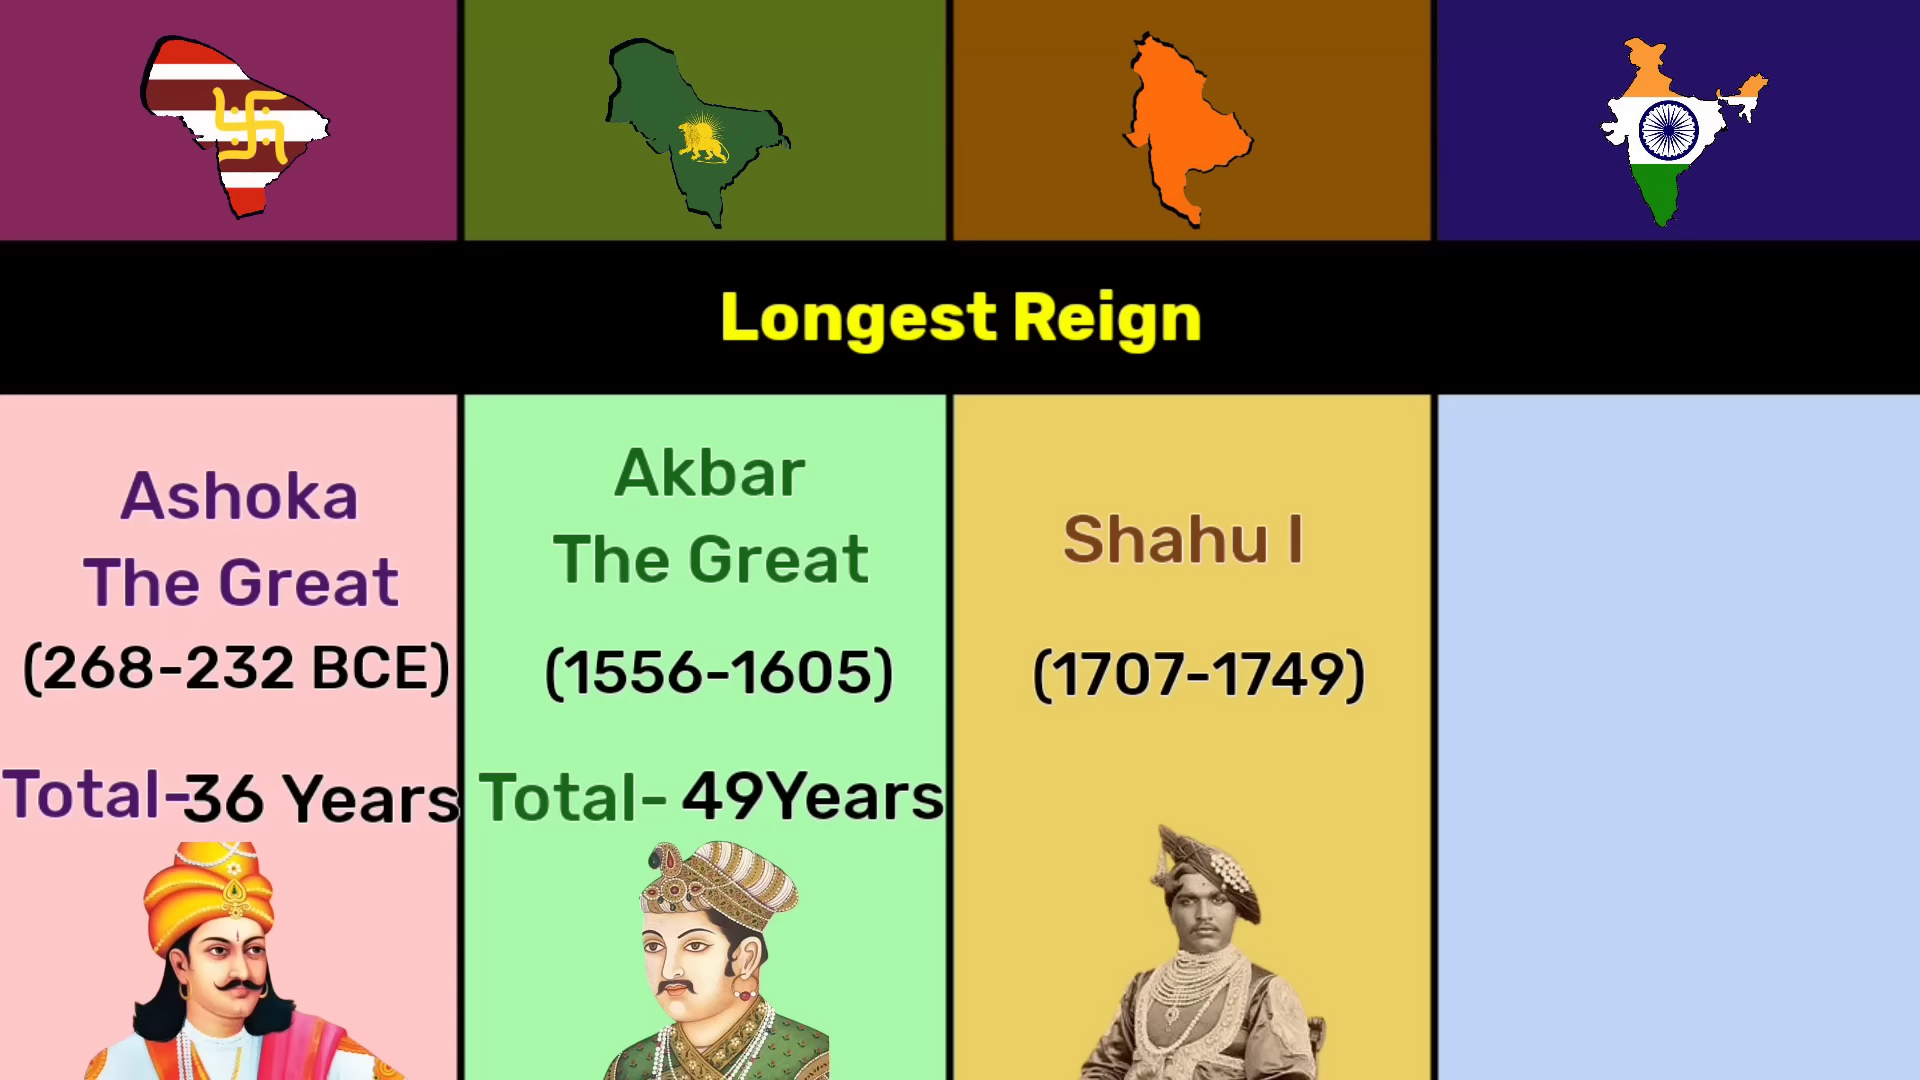 Longest Reign
Ashoka
The Great
(268-232 BCE)
Total-36 Years
Akbar
The Great
(1556-1605)
Total- 49Years
Shahu I
(1707-1749)